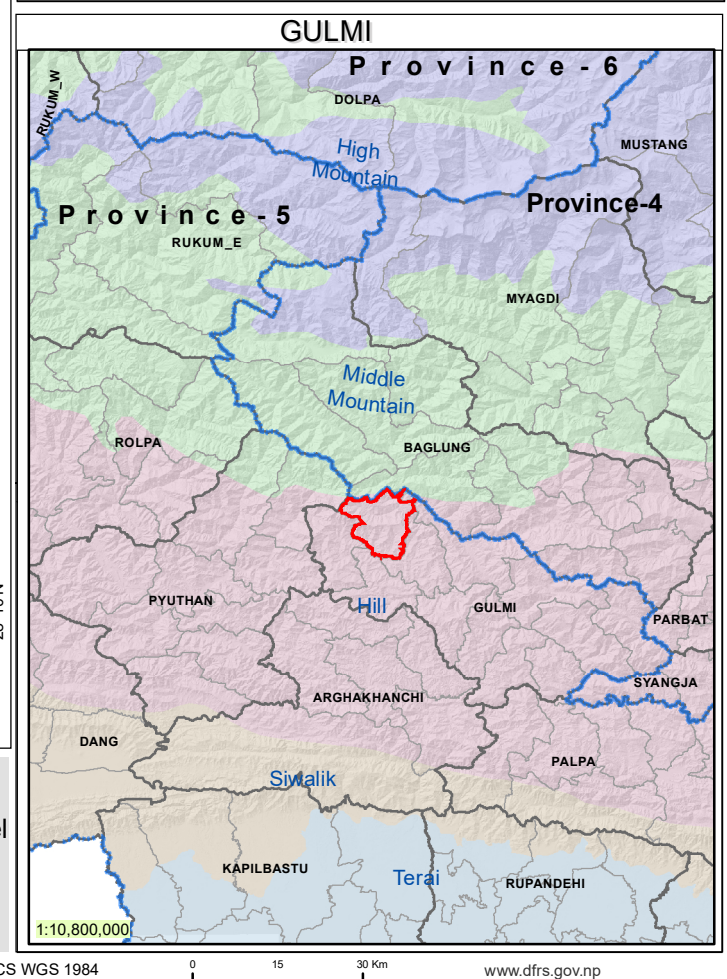 GULMI
Province-6
RUKUM_W
DOLPA
MUSTANG
High
Mountain
Province-5
Province-4
RUKUM_E
MYAGDI
Middle
Mountain
ROLPA
BAGLUNG
PYUTHAN
Hill
GULMI
PARBAT
SYANGJA
ARGHAKHANCHI
DANG
PALPA
Siwalik
KAPILBASTU
Terai
RUPANDEHI
1:10,800,000
CS WGS 1984
0 15 30 Km
www.dfrs.gov.np